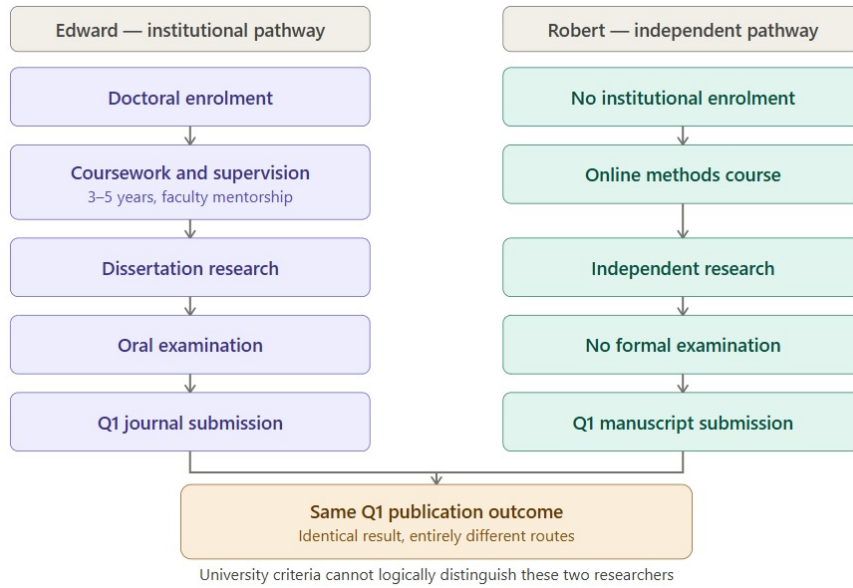 Edward — institutional pathway
Robert — independent pathway
Doctoral enrolment
No institutional enrolment
Coursework and supervision
3–5 years, faculty mentorship
Online methods course
Dissertation research
Independent research
Oral examination
No formal examination
Q1 journal submission
Q1 manuscript submission
Same Q1 publication outcome
Identical result, entirely different routes
University criteria cannot logically distinguish these two researchers